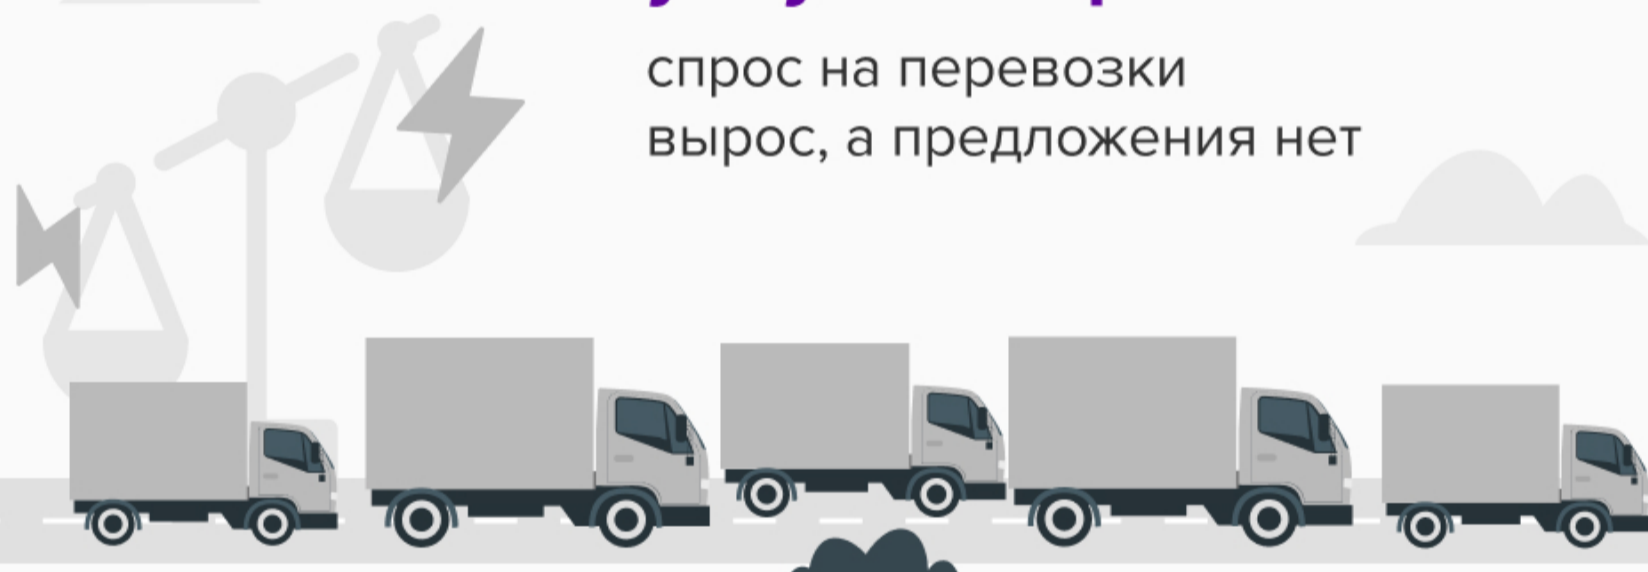 спрос на перевозки
вырос, а предложения нет